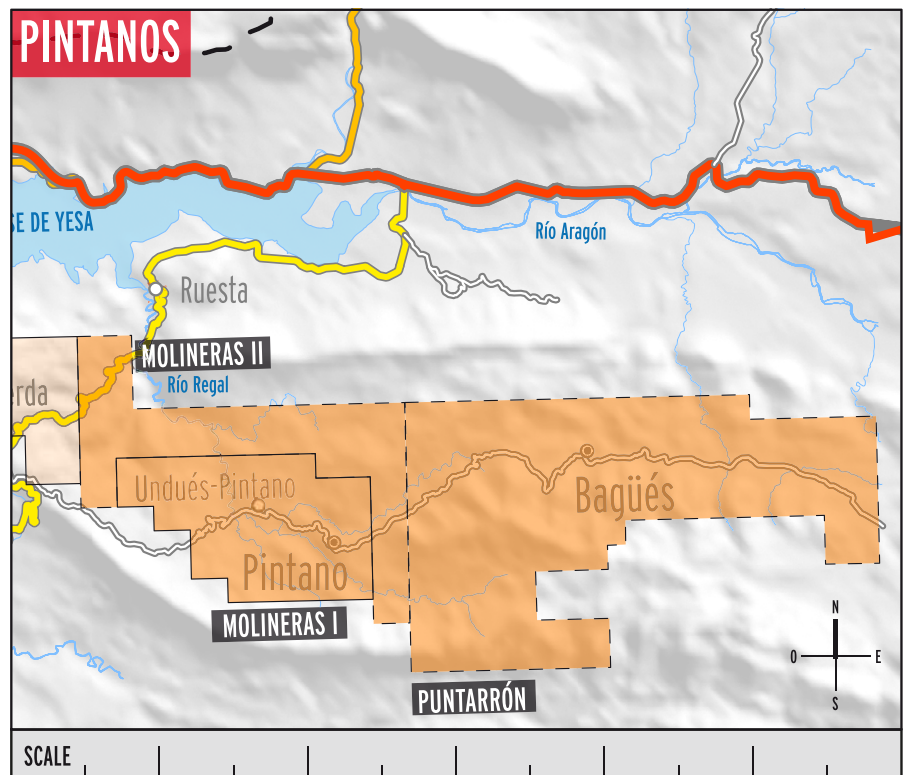 PINTANOS
SE DE YESA
Río Aragón
Ruesta
MOLINERAS II
Río Regal
erda
Undués-Pintano
Bagüés
Pintano
MOLINERAS I
PUNTARRÓN
N
O
E
S
SCALE